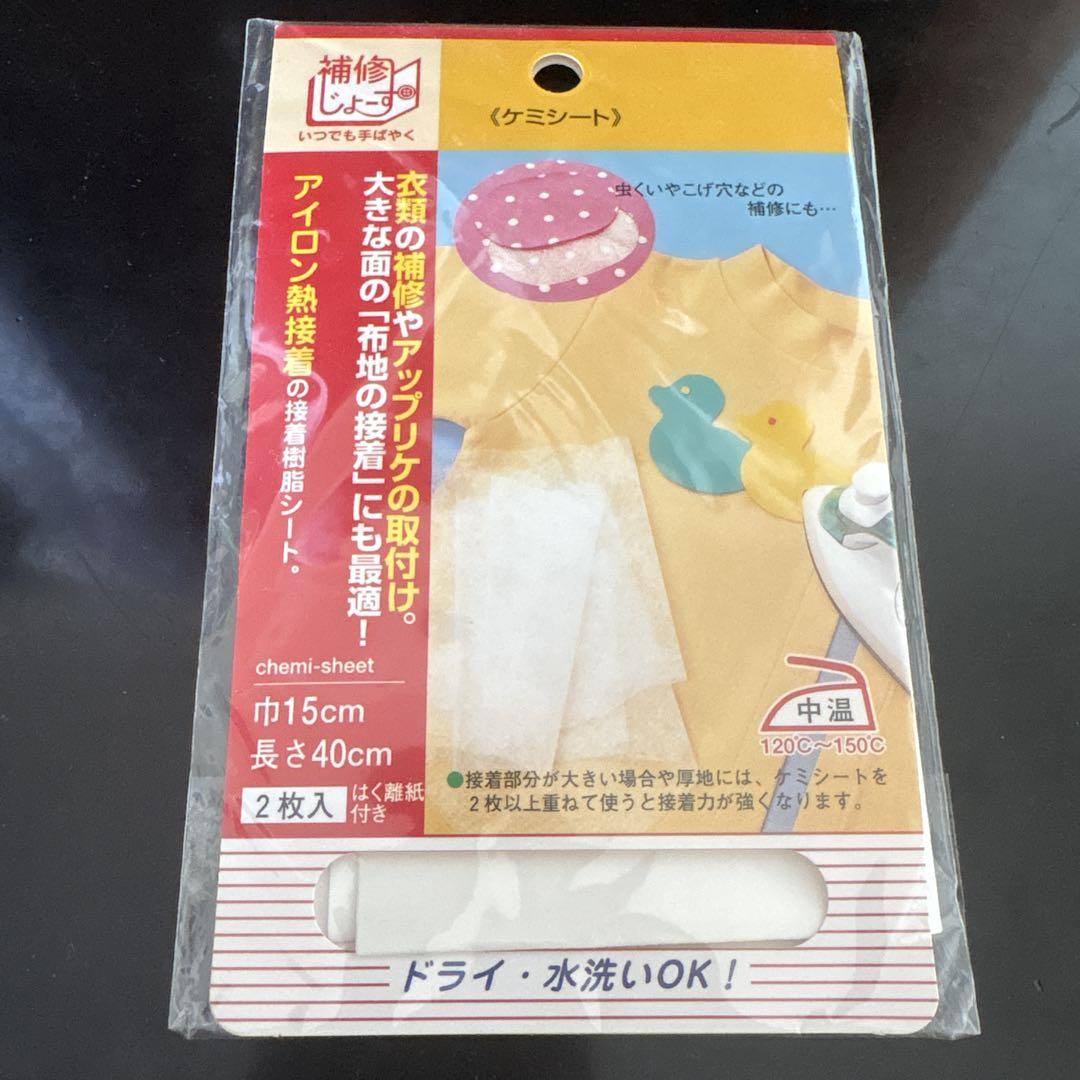 補修
じょーず
いつでも手ばやく
《ケミシート》
虫くいやこげ穴などの
補修にも…
衣類の補修やアップリケの取付け。
大きな面の「布地の接着」にも最適！
アイロン熱接着の接着樹脂シート。
chemi-sheet
巾15cm
長さ40cm
2枚入
はく離紙
付き
中温
120℃～150℃
●接着部分が大きい場合や厚地には、ケミシートを
2枚以上重ねて使うと接着力が強くなります。
ドライ・水洗いOK！